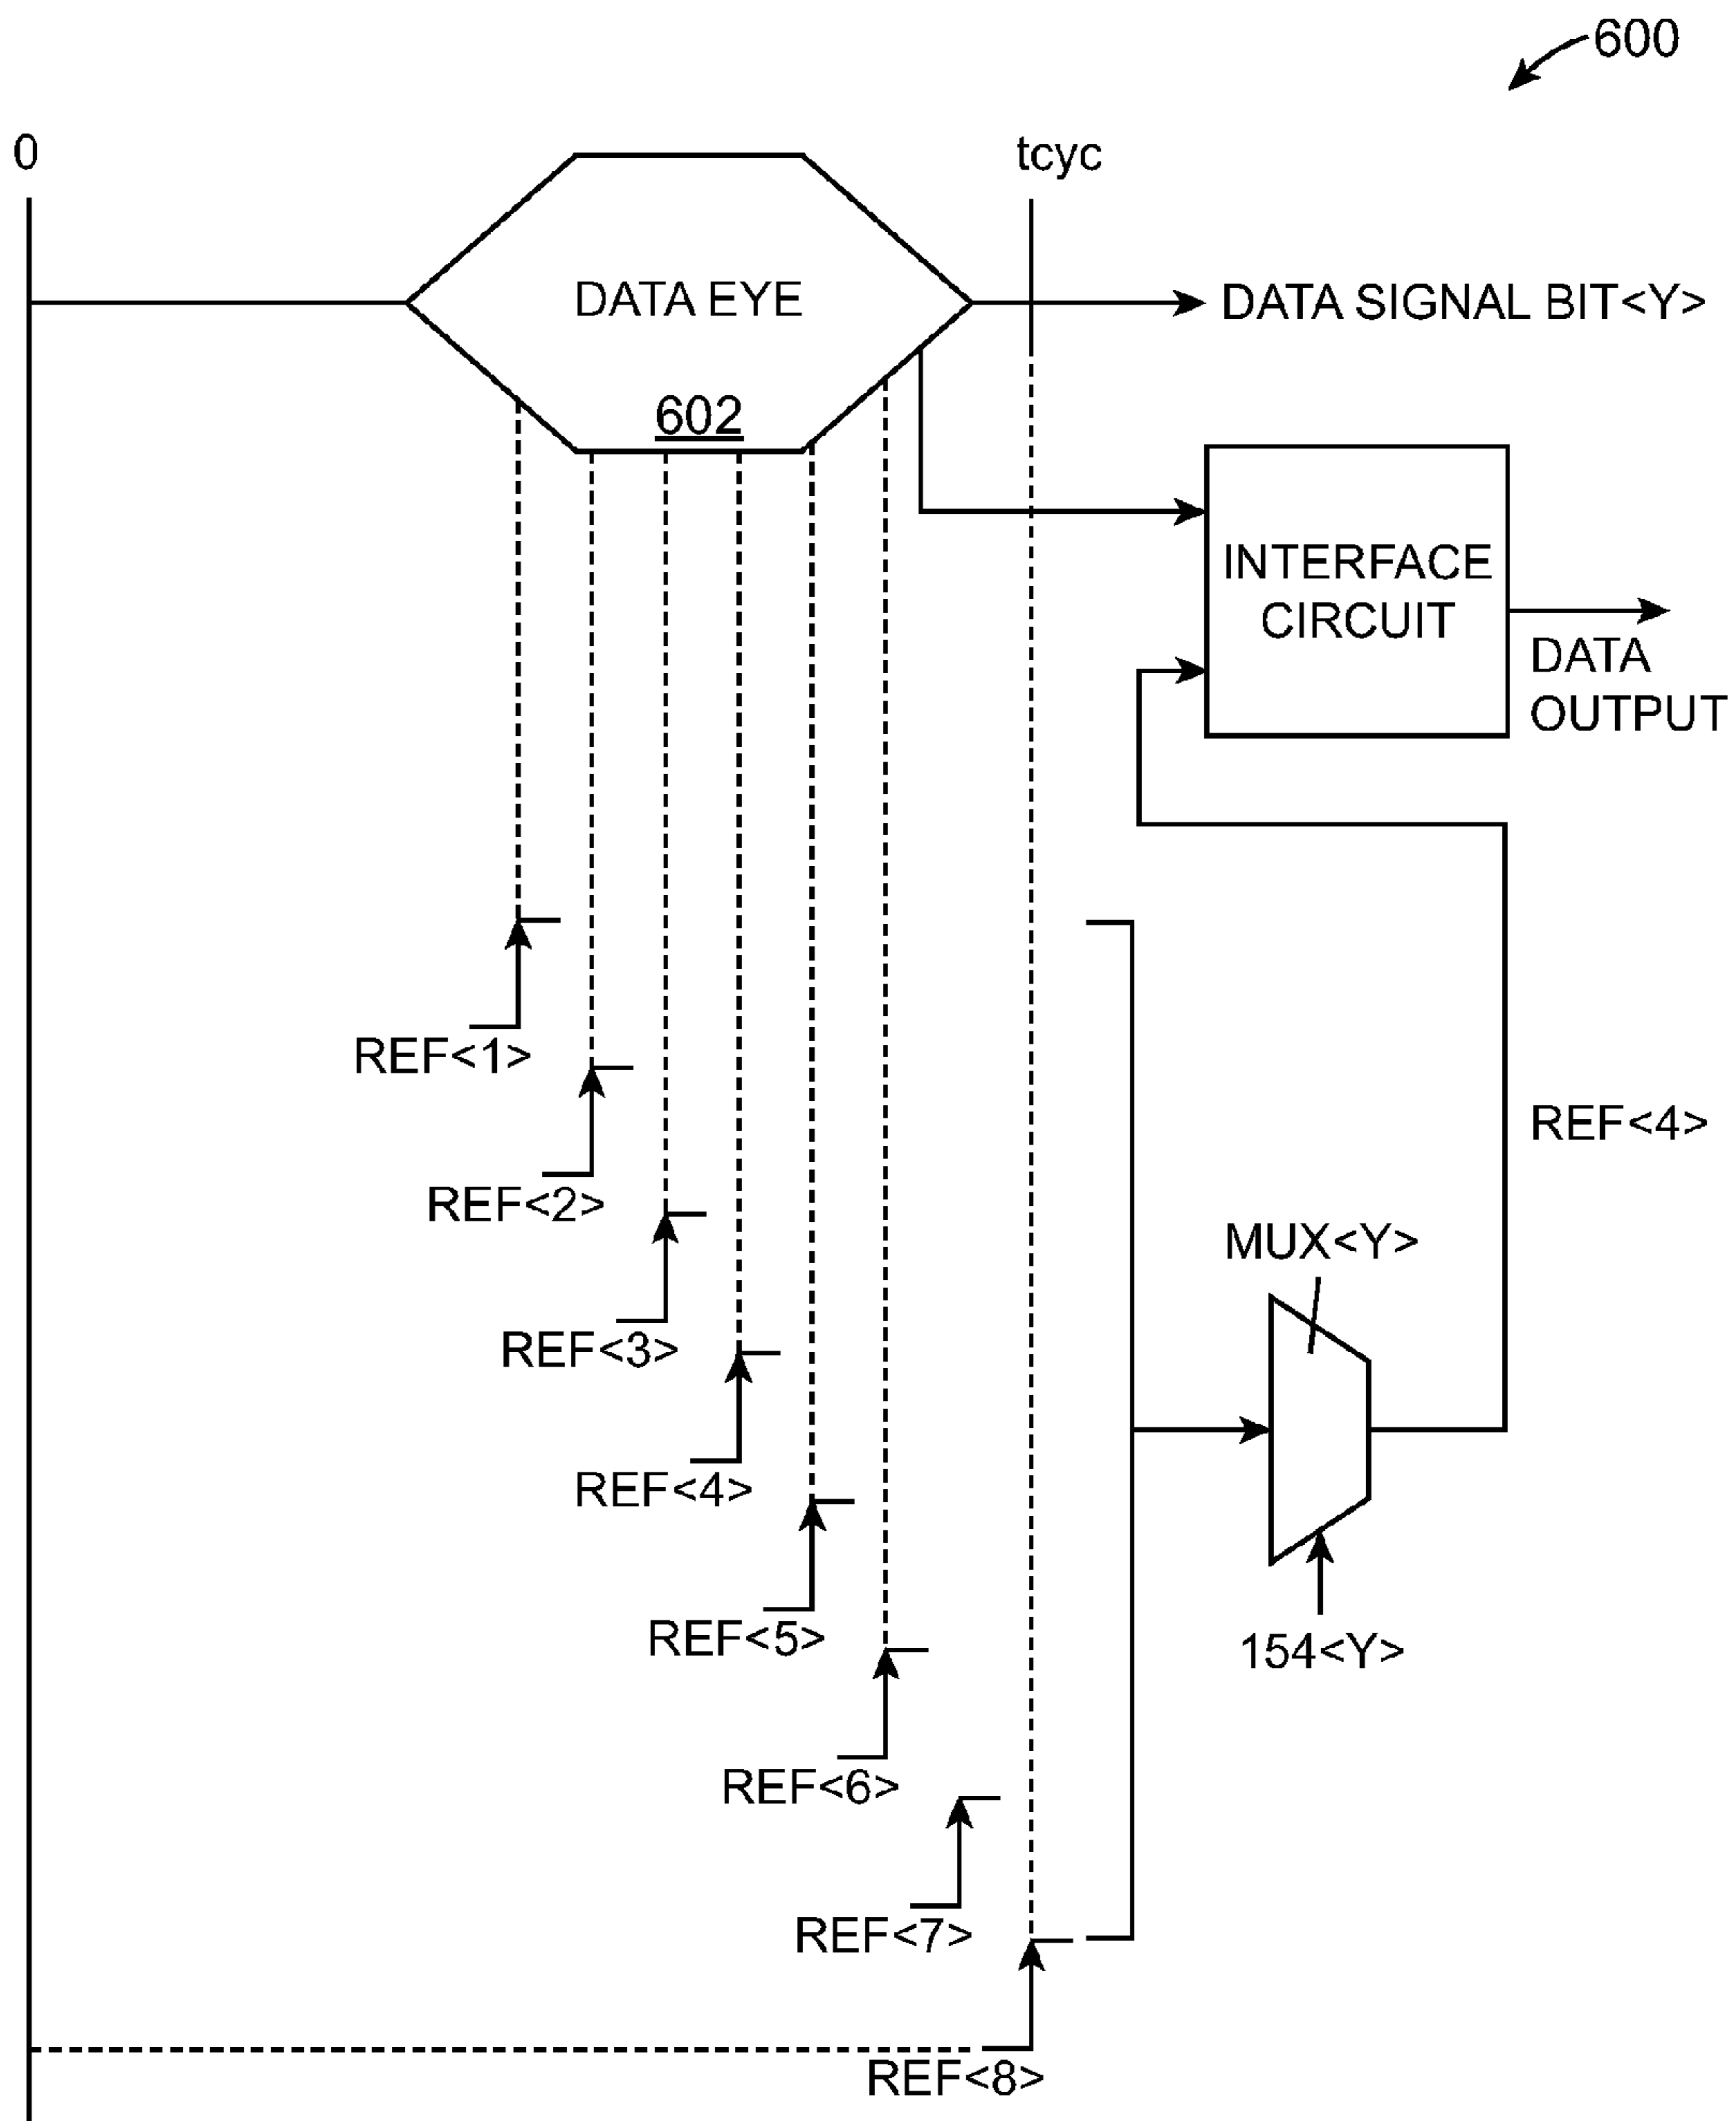 600
0
tcyc
DATA EYE
DATA SIGNAL BIT<Y>
602
INTERFACE
CIRCUIT
DATA
OUTPUT
REF<1>
REF<4>
REF<2>
MUX<Y>
REF<3>
REF<4>
REF<5>
154<Y>
REF<6>
REF<7>
REF<8>